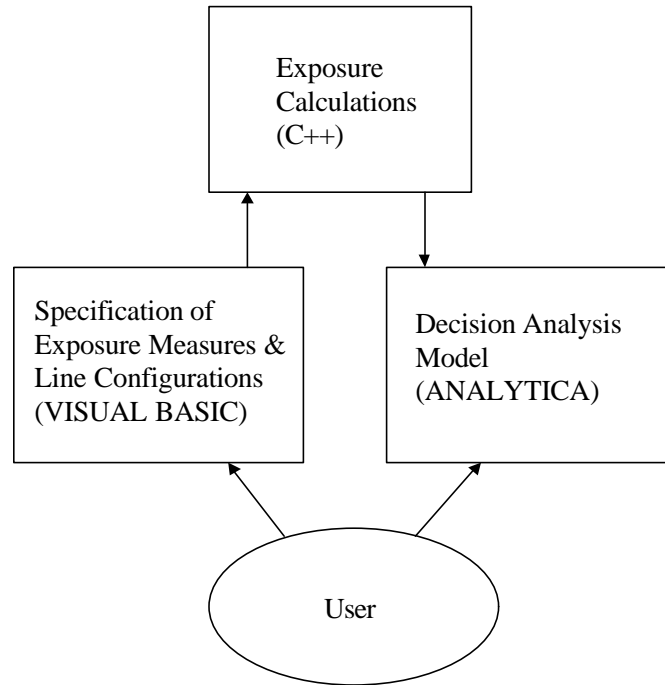 Exposure
Calculations
(C++)
Specification of
Exposure Measures &
Line Configurations
(VISUAL BASIC)
Decision Analysis
Model
(ANALYTICA)
User